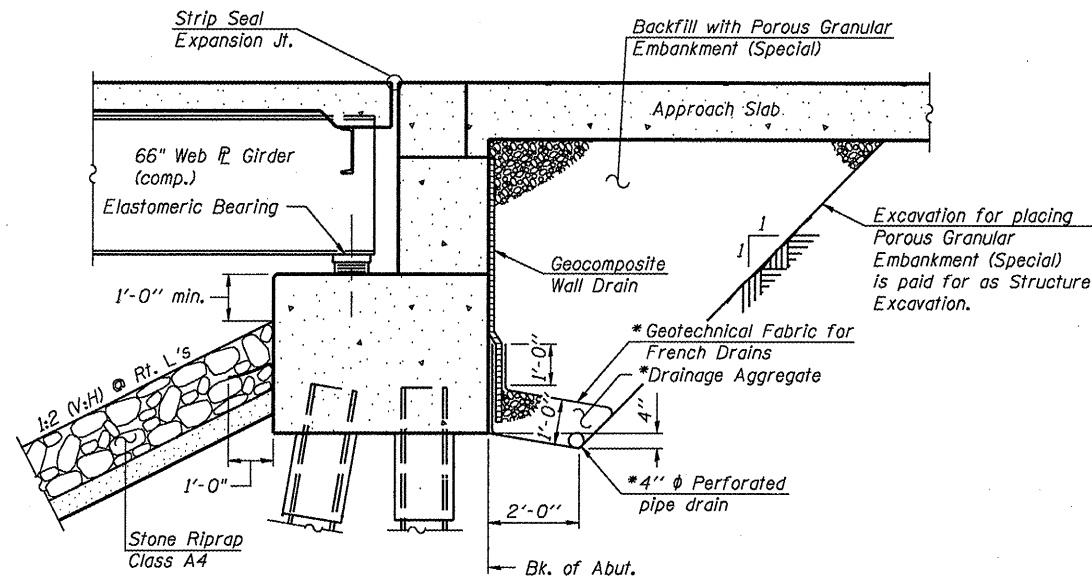 Strip Seal
Expansion Jt.
Backfill with Porous Granular
Embankment (Special)
Approach Slab
66" Web ⅊ Girder
(comp.)
Elastomeric Bearing
1'-0" min.
1
1
Excavation for placing
Porous Granular
Embankment (Special)
is paid for as Structure
Excavation.
Geocomposite
Wall Drain
1:2 (V:H) @ Rt. L's
1'-0"
*Geotechnical Fabric for
French Drains
*Drainage Aggregate
1'-0"
4"
1'-0"
*4" ϕ Perforated
pipe drain
2'-0"
Stone Riprap
Class A4
Bk. of Abut.